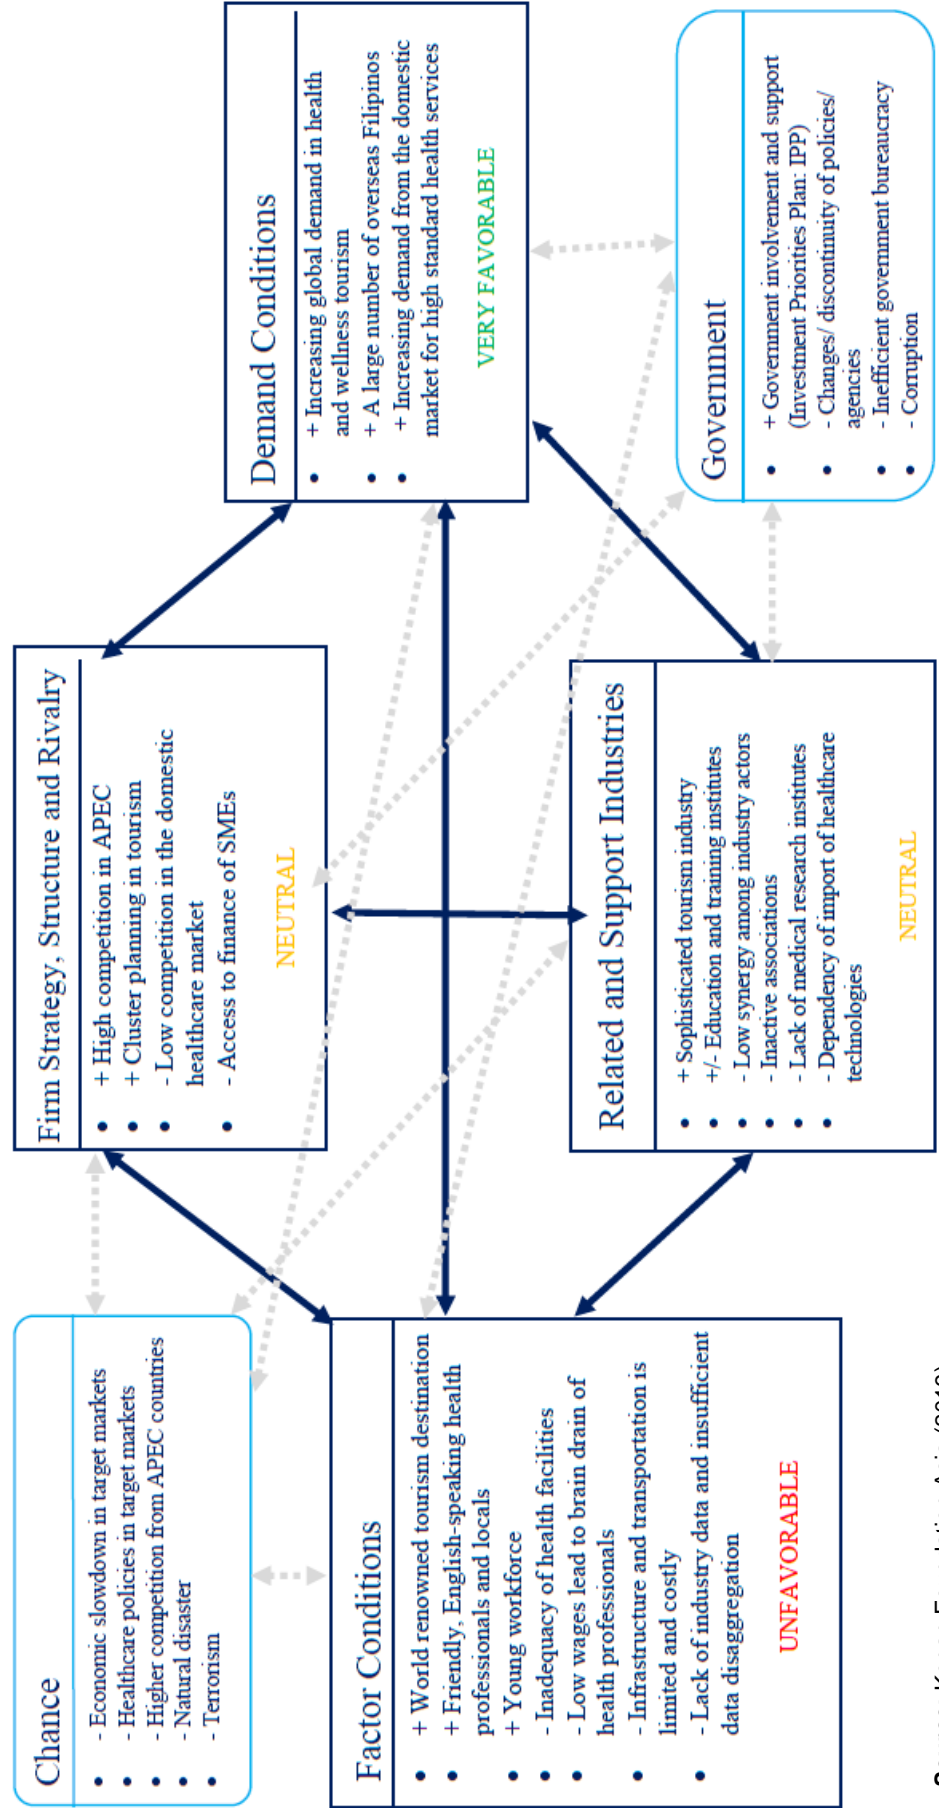 Chance
- Economic slowdown in target markets
- Healthcare policies in target markets
- Higher competition from APEC countries
- Natural disaster
- Terrorism
Firm Strategy, Structure and Rivalry
+ High competition in APEC
+ Cluster planning in tourism
- Low competition in the domestic
healthcare market
- Access to finance of SMEs
NEUTRAL
Demand Conditions
+ Increasing global demand in health
and wellness tourism
+ A large number of overseas Filipinos
+ Increasing demand from the domestic
market for high standard health services
VERY FAVORABLE
Factor Conditions
+ World renowned tourism destination
+ Friendly, English-speaking health
professionals and locals
+ Young workforce
- Inadequacy of health facilities
- Low wages lead to brain drain of
health professionals
- Infrastructure and transportation is
limited and costly
- Lack of industry data and insufficient
data disaggregation
UNFAVORABLE
Related and Support Industries
+ Sophisticated tourism industry
+/- Education and training institutes
- Low synergy among industry actors
- Inactive associations
- Lack of medical research institutes
- Dependency of import of healthcare
technologies
NEUTRAL
Government
+ Government involvement and support
(Investment Priorities Plan: IPP)
- Changes/ discontinuity of policies/
agencies
- Inefficient government bureaucracy
- Corruption